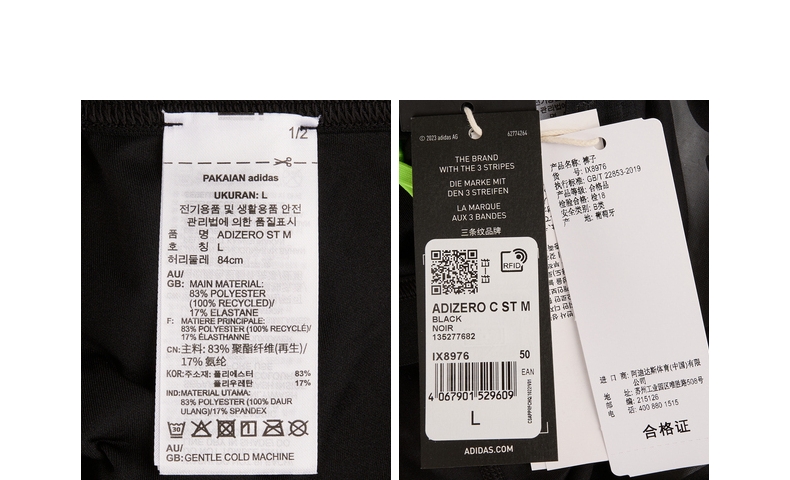 1/2
PAKAIAN adidas
UKURAN: L
전기용품 및 생활용품 안전
관리법에 의한 품질표시
품 명 ADIZERO ST M
호 칭 L
허리둘레 84cm
AU/
GB: MAIN MATERIAL:
83% POLYESTER
(100% RECYCLED)/
17% ELASTANE
F: MATIÈRE PRINCIPALE:
83% POLYESTER (100% RECYCLÉ)/
17% ÉLASTHANNE
CN: 主料: 83% 聚酯纤维(再生)/
17% 氨纶
KOR: 주소재: 폴리에스터 83%
폴리우레탄 17%
IND: MATERIAL UTAMA:
83% POLYESTER (100% DAUR
ULANG)/17% SPANDEX
30
AU/
GB: GENTLE COLD MACHINE
© 2023 adidas AG 62774264
THE BRAND
WITH THE 3 STRIPES
DIE MARKE MIT
DEN 3 STREIFEN
LA MARQUE
AUX 3 BANDES
三条纹品牌
RFID
ADIZERO C ST M
BLACK
NOIR
135277682
IX8976 50
EAN
4 067901 529609
L
ADIDAS.COM
产品名称: 裤子
货 号: IX8976
执行标准: GB/T 22853-2019
产品等级: 合格品
检验合格: 检18
安全类别: B类
产 地: 葡萄牙
进 口 商: 阿迪达斯体育(中国)有限
公司
地 址: 苏州工业园区思路508号
邮 编: 215126
电 话: 400 880 1515
合格证